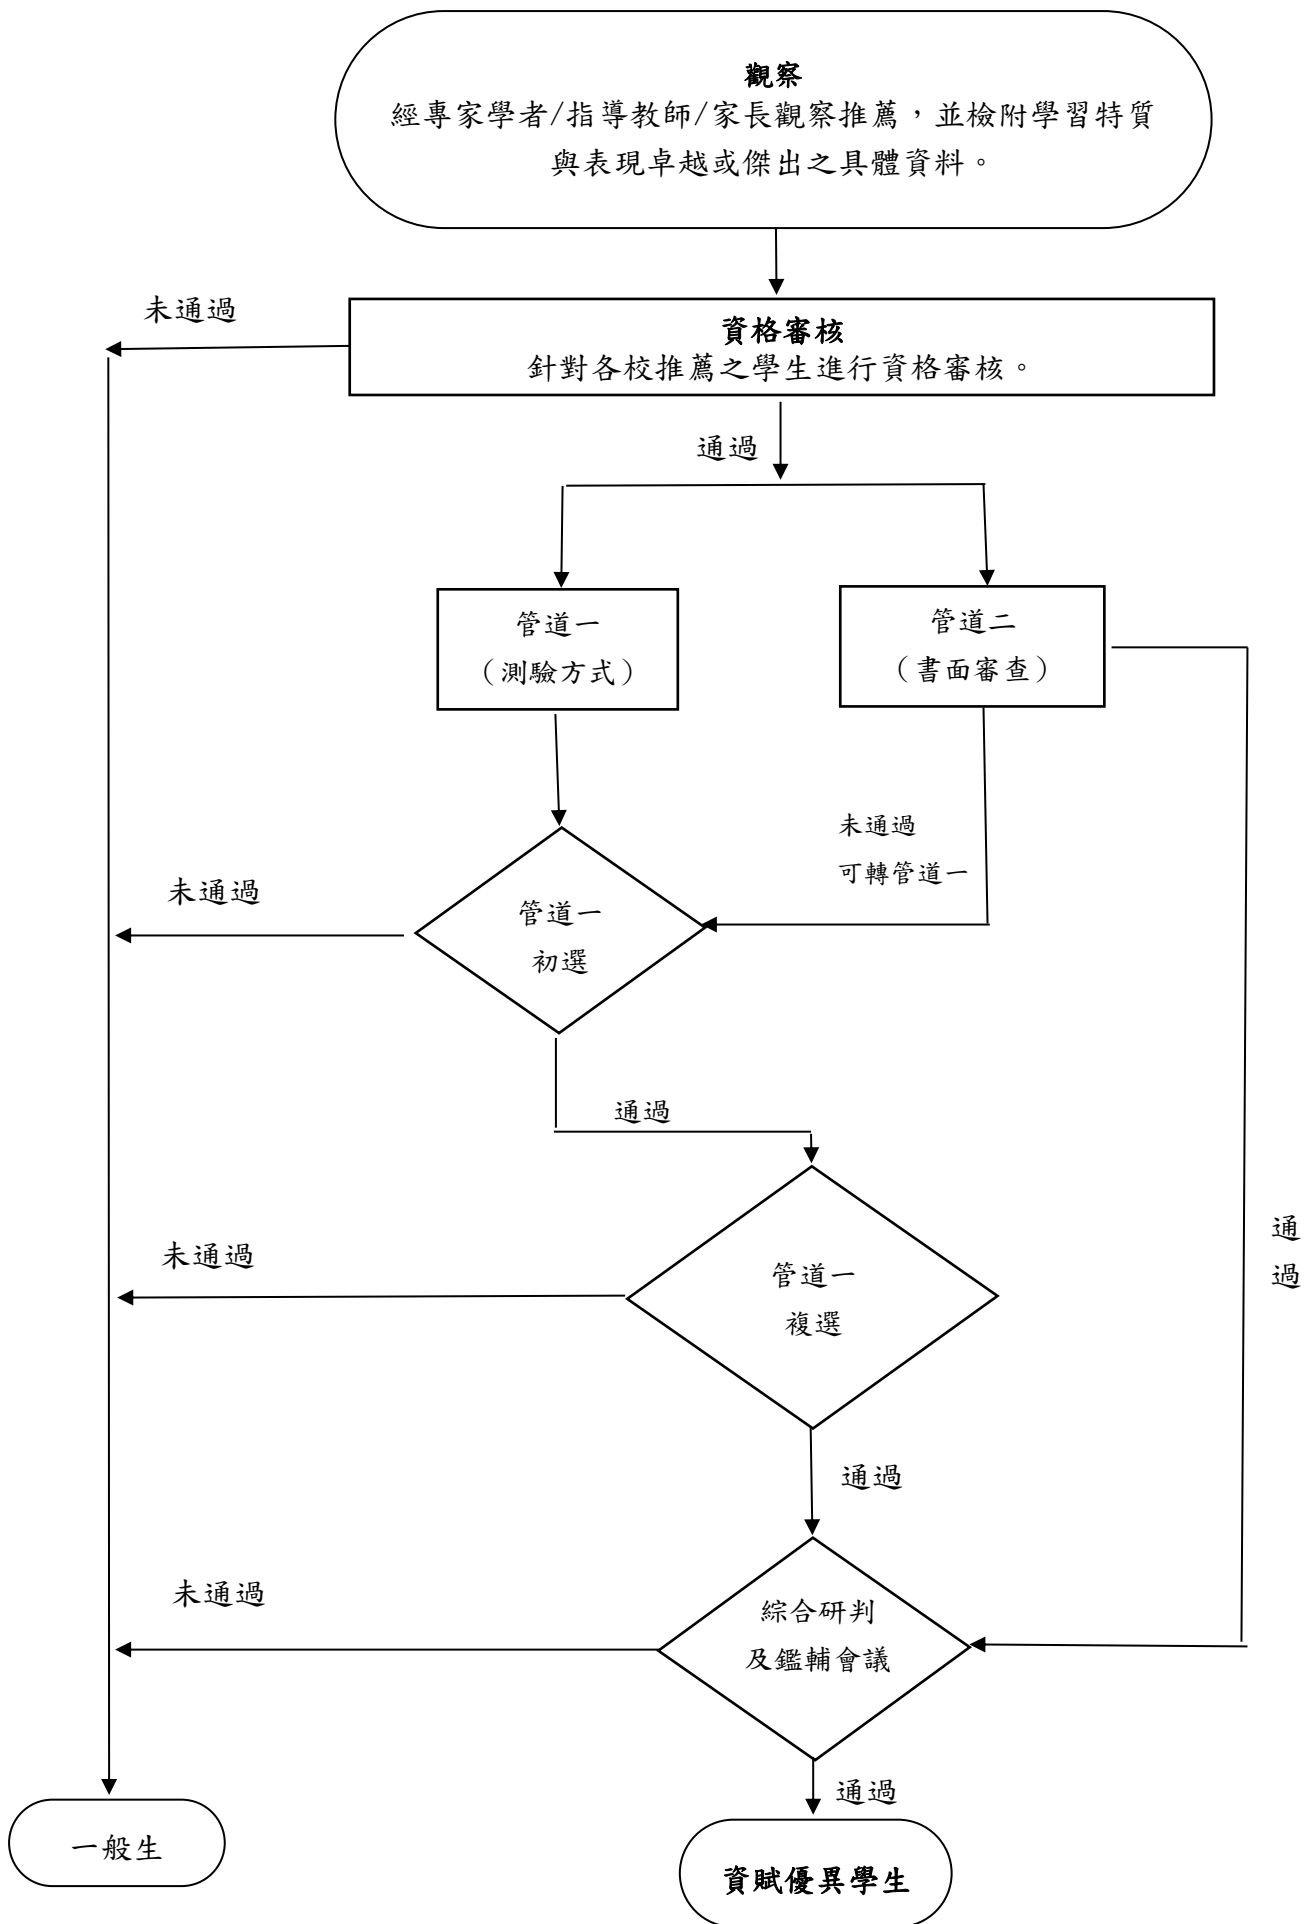 觀察
經專家學者/指導教師/家長觀察推薦，並檢附學習特質
與表現卓越或傑出之具體資料。
未通過
資格審核
針對各校推薦之學生進行資格審核。
通過
管道一
（測驗方式）
管道二
（書面審查）
未通過
可轉管道一
未通過
管道一
初選
通過
未通過
管道一
複選
通
過
通過
未通過
綜合研判
及鑑輔會議
通過
一般生
資賦優異學生